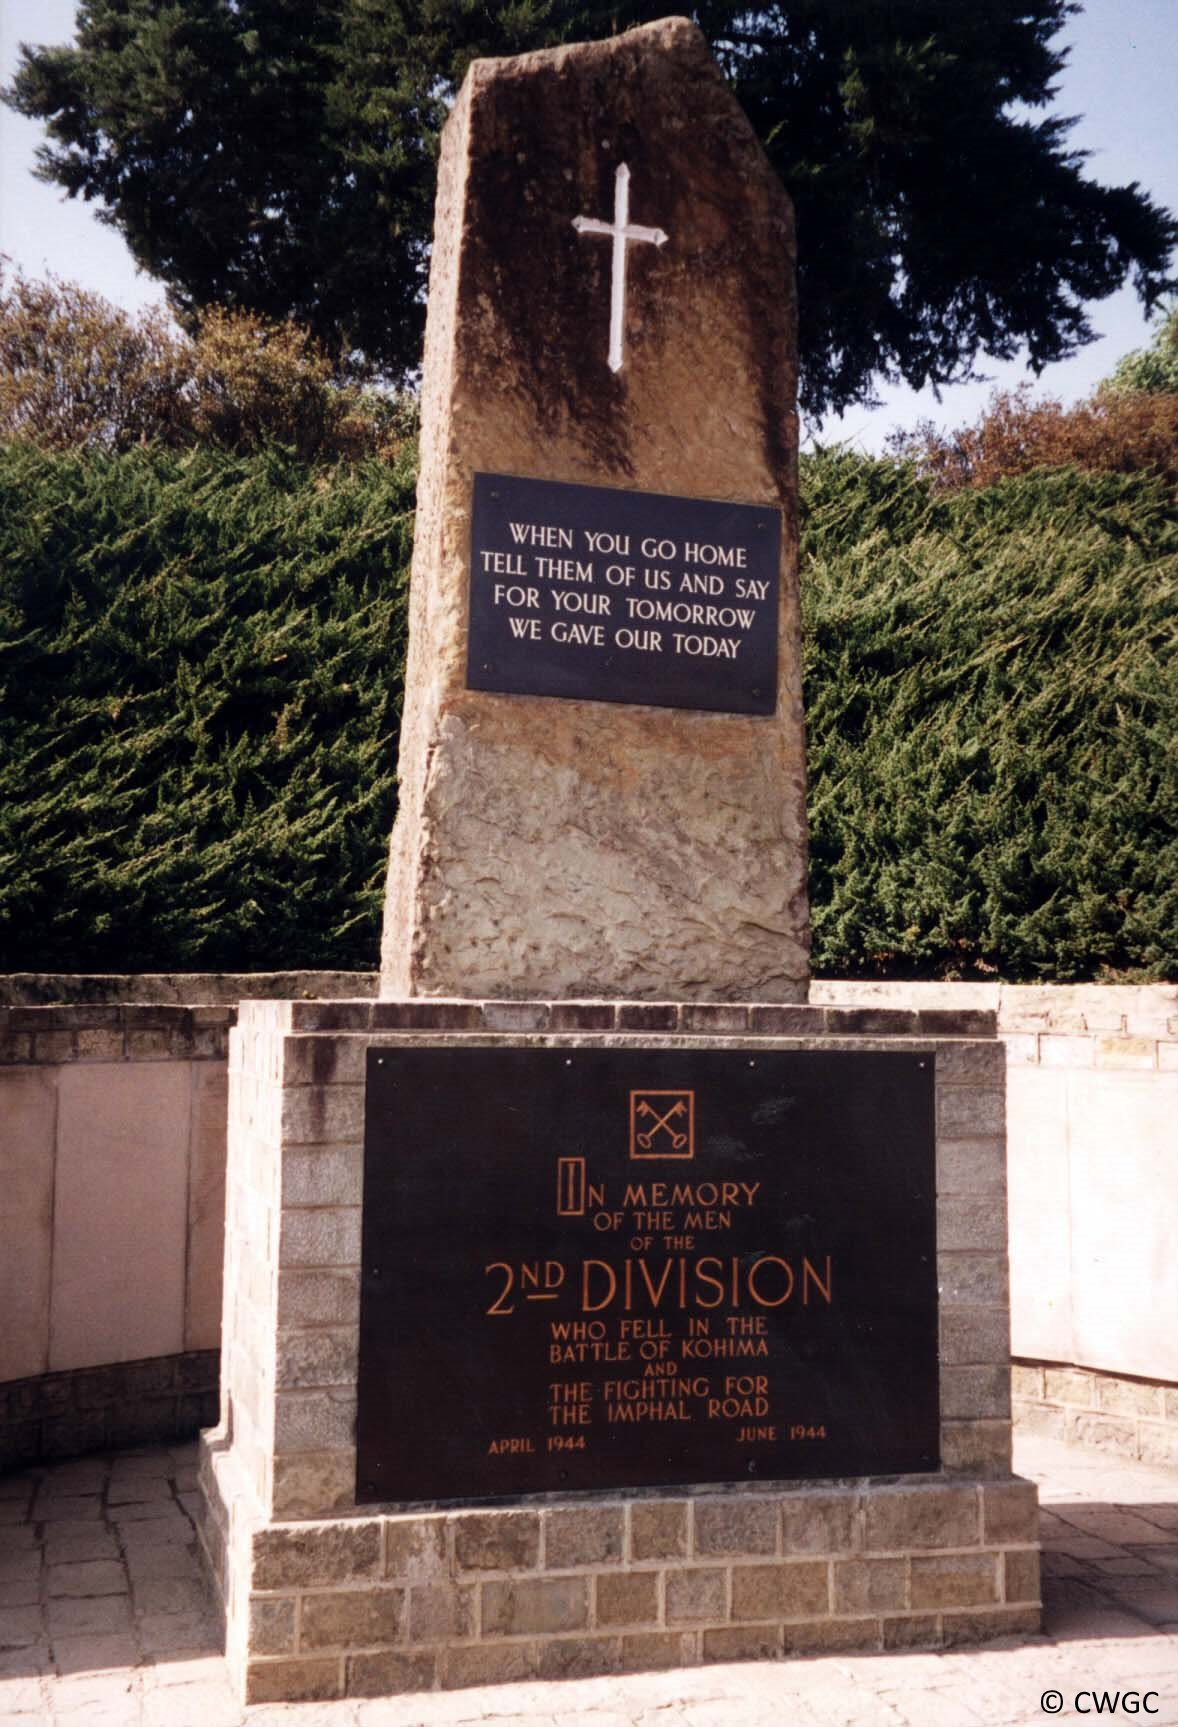 WHEN YOU GO HOME
TELL THEM OF US AND SAY
FOR YOUR TOMORROW
WE GAVE OUR TODAY
IN MEMORY
OF THE MEN
OF THE
2ND DIVISION
WHO FELL IN THE
BATTLE OF KOHIMA
AND
THE FIGHTING FOR
THE IMPHAL ROAD
APRIL 1944 JUNE 1944
© CWGC